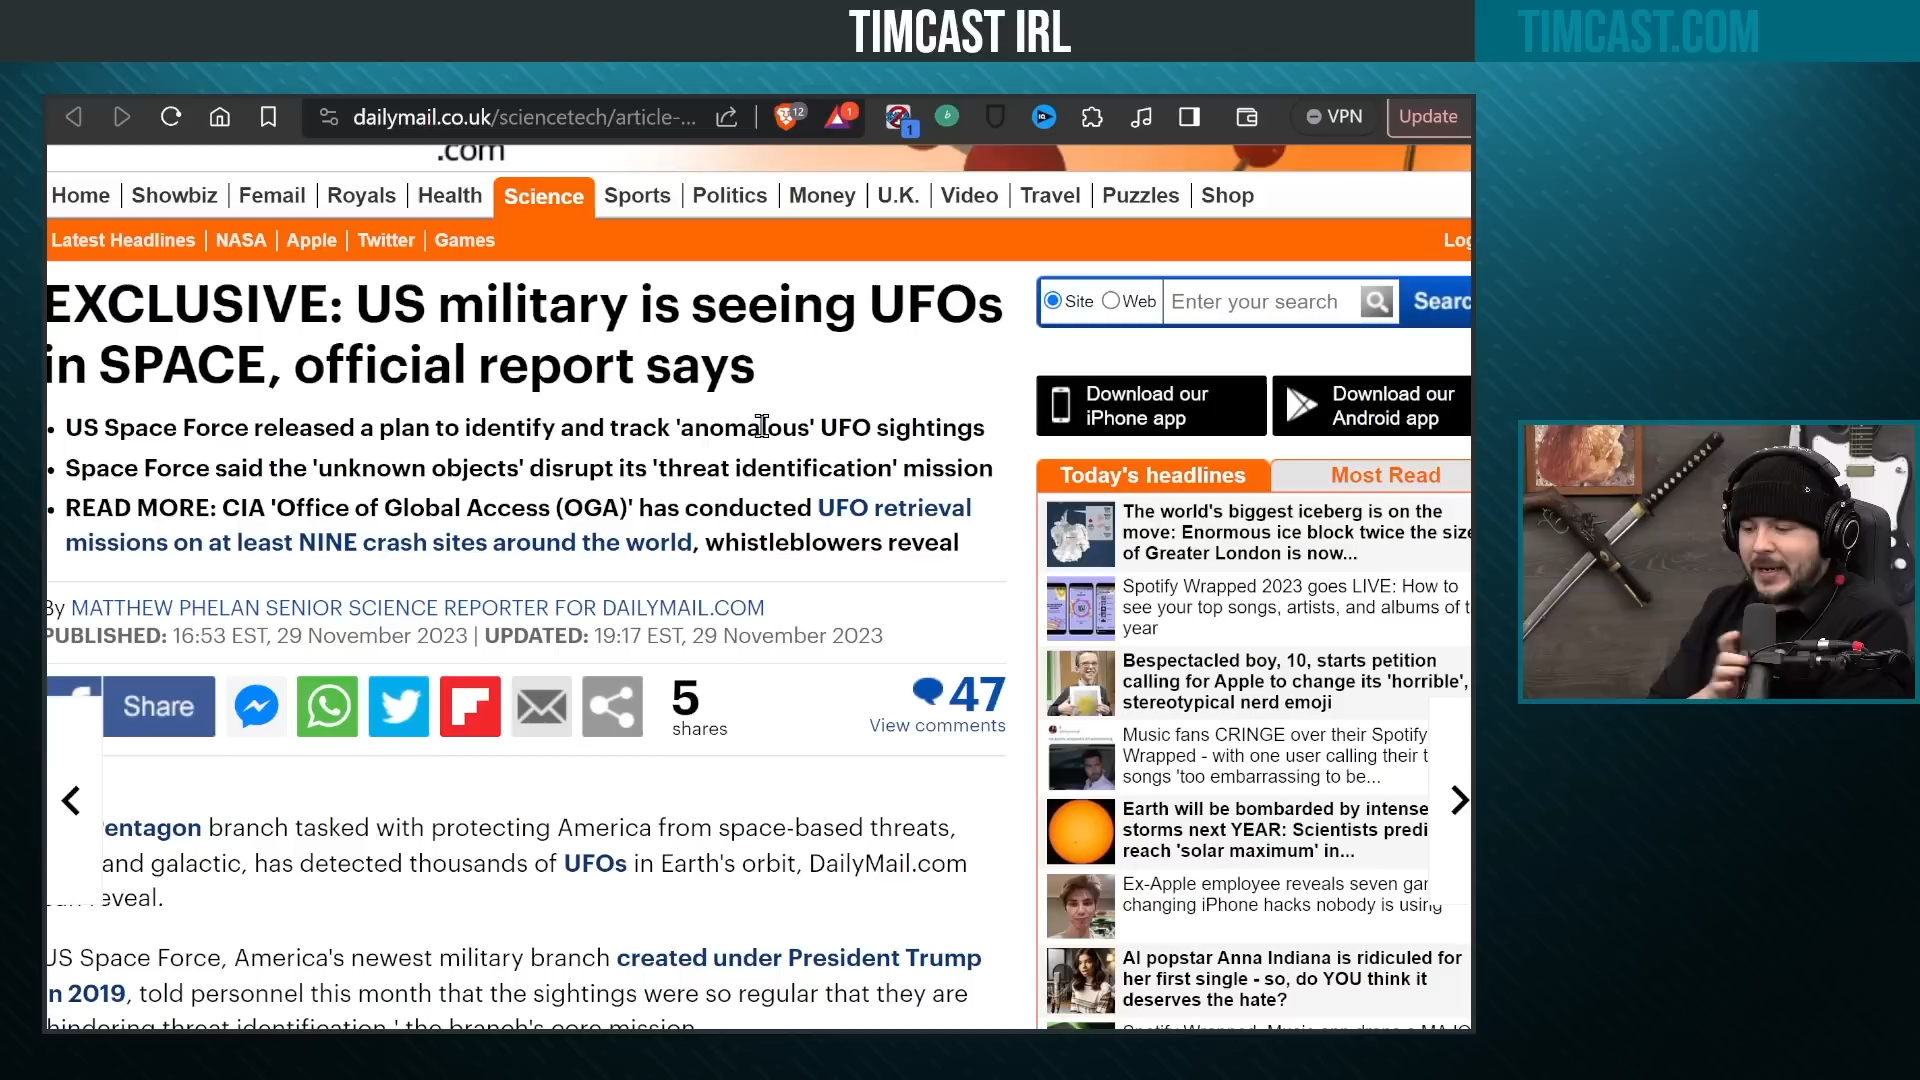 TIMCAST IRL
TIMCAST.COM
dailymail.co.uk/sciencetech/article-...
12
1
1
b
VPN
Update
.com
Home
Showbiz
Femail
Royals
Health
Science
Sports
Politics
Money
U.K.
Video
Travel
Puzzles
Shop
Latest Headlines
NASA
Apple
Twitter
Games
EXCLUSIVE: US military is seeing UFOs
in SPACE, official report says
• US Space Force released a plan to identify and track 'anomalous' UFO sightings
• Space Force said the 'unknown objects' disrupt its 'threat identification' mission
• READ MORE: CIA 'Office of Global Access (OGA)' has conducted UFO retrieval
missions on at least NINE crash sites around the world, whistleblowers reveal
By MATTHEW PHELAN SENIOR SCIENCE REPORTER FOR DAILYMAIL.COM
PUBLISHED: 16:53 EST, 29 November 2023 | UPDATED: 19:17 EST, 29 November 2023
Share
5
shares
47
View comments
entagon branch tasked with protecting America from space-based threats,
and galactic, has detected thousands of UFOs in Earth's orbit, DailyMail.com
eveal.
US Space Force, America's newest military branch created under President Trump
n 2019, told personnel this month that the sightings were so regular that they are
hindering threat identification,' the branch's core mission.
Site
Web
Enter your search
Searc
Download our
iPhone app
Download our
Android app
Today's headlines
Most Read
The world's biggest iceberg is on the
move: Enormous ice block twice the size
of Greater London is now...
Spotify Wrapped 2023 goes LIVE: How to
see your top songs, artists, and albums of t
year
Bespectacled boy, 10, starts petition
calling for Apple to change its 'horrible',
stereotypical nerd emoji
Music fans CRINGE over their Spotify
Wrapped - with one user calling their t
songs 'too embarrassing to be...
Earth will be bombarded by intense
storms next YEAR: Scientists predi
reach 'solar maximum' in...
Ex-Apple employee reveals seven gar
changing iPhone hacks nobody is using
AI popstar Anna Indiana is ridiculed for
her first single - so, do YOU think it
deserves the hate?